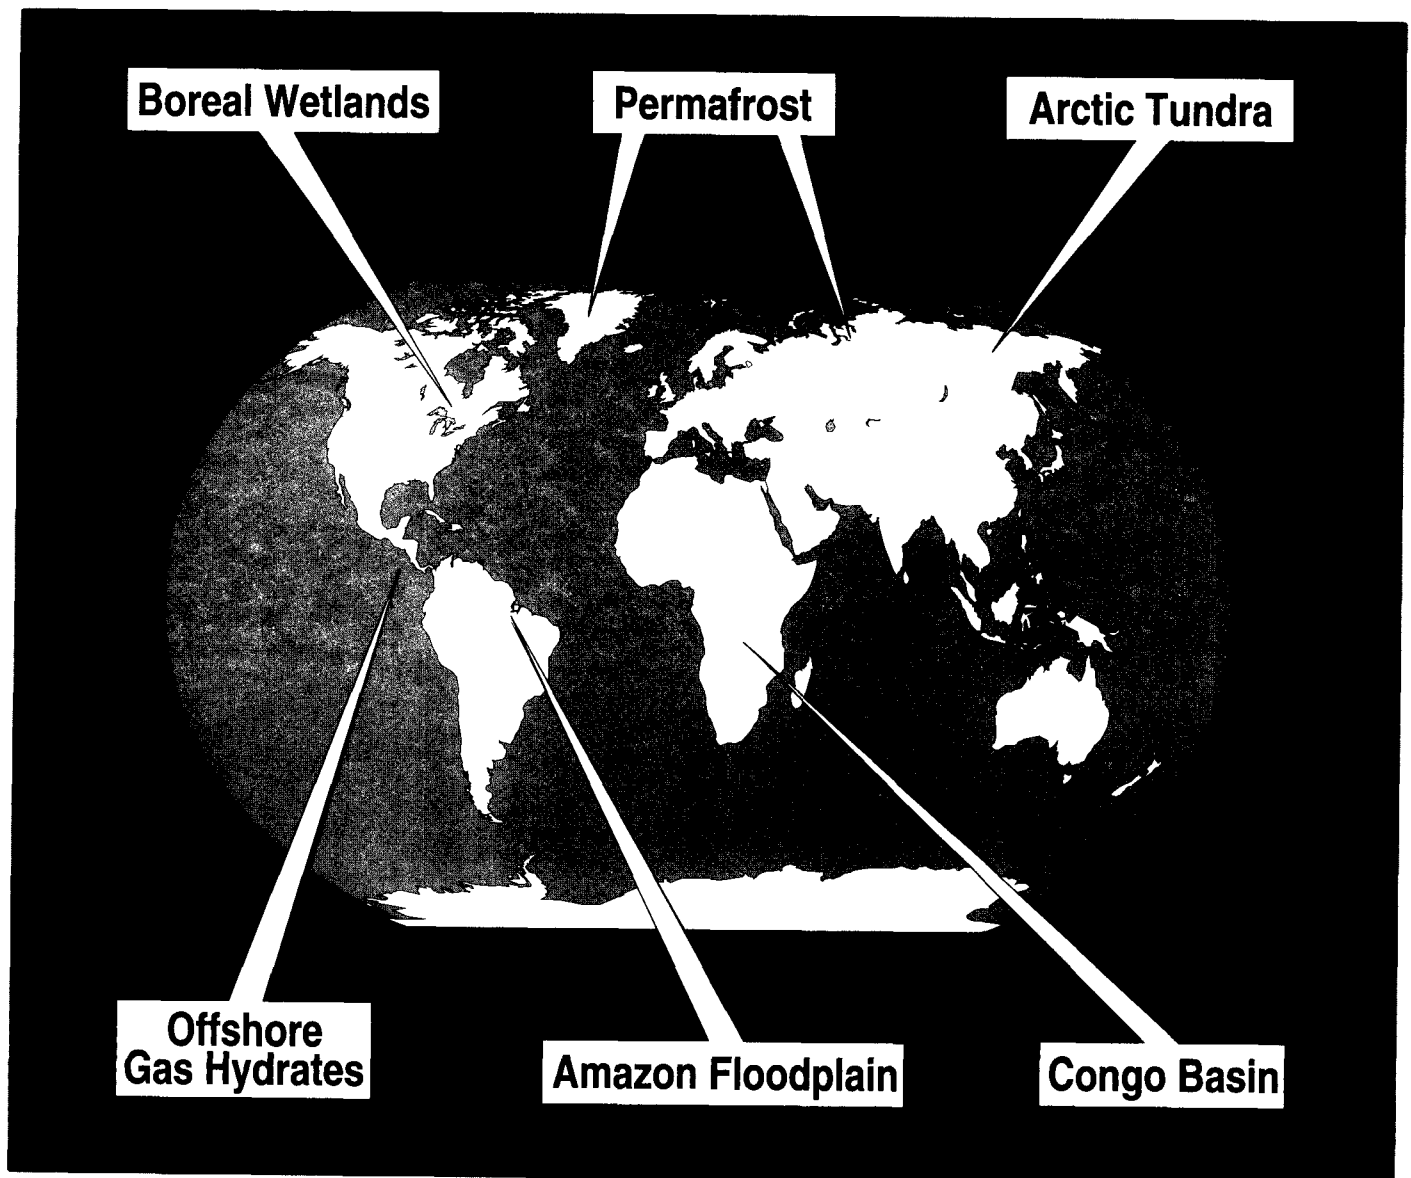 Boreal Wetlands
Permafrost
Arctic Tundra
Offshore
Gas Hydrates
Amazon Floodplain
Congo Basin